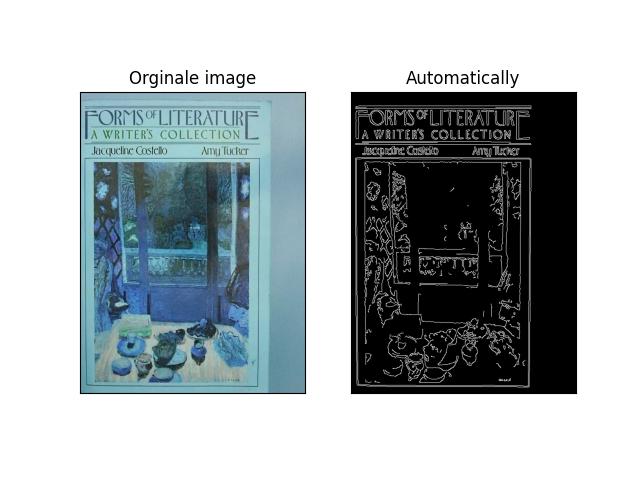 Orginale image
FORMS OF LITERATURE
A WRITER'S COLLECTION
Jacqueline Costello Amy Tucker
Automatically
FORMS OF LITERATURE
A WRITER'S COLLECTION
Jacqueline Costello Amy Tucker